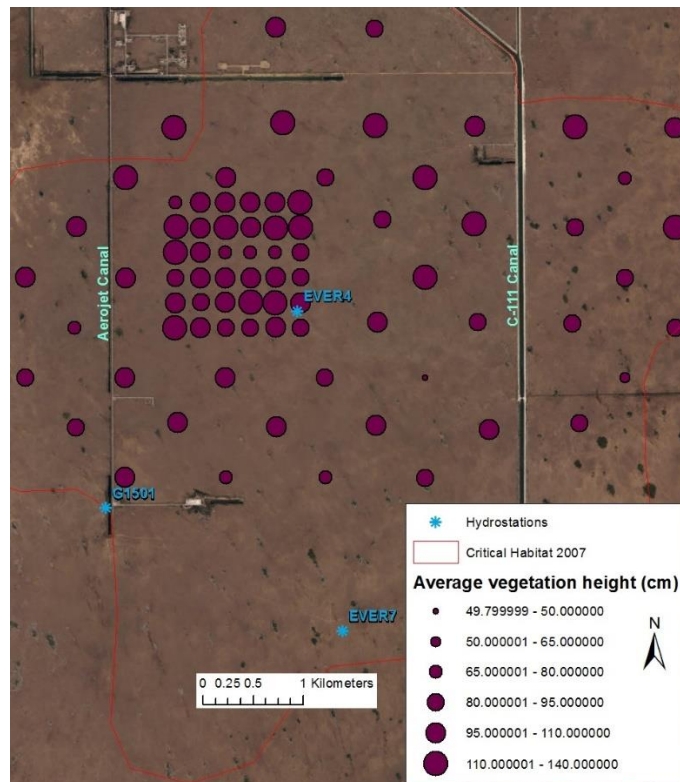 Aerojet Canal
C-111 Canal
EVER4
G1501
EVER7
0 0.25 0.5 1 Kilometers
Hydrostations
Critical Habitat 2007
Average vegetation height (cm)
49.799999 - 50.000000
50.000001 - 65.000000
65.000001 - 80.000000
80.000001 - 95.000000
95.000001 - 110.000000
110.000001 - 140.000000
N